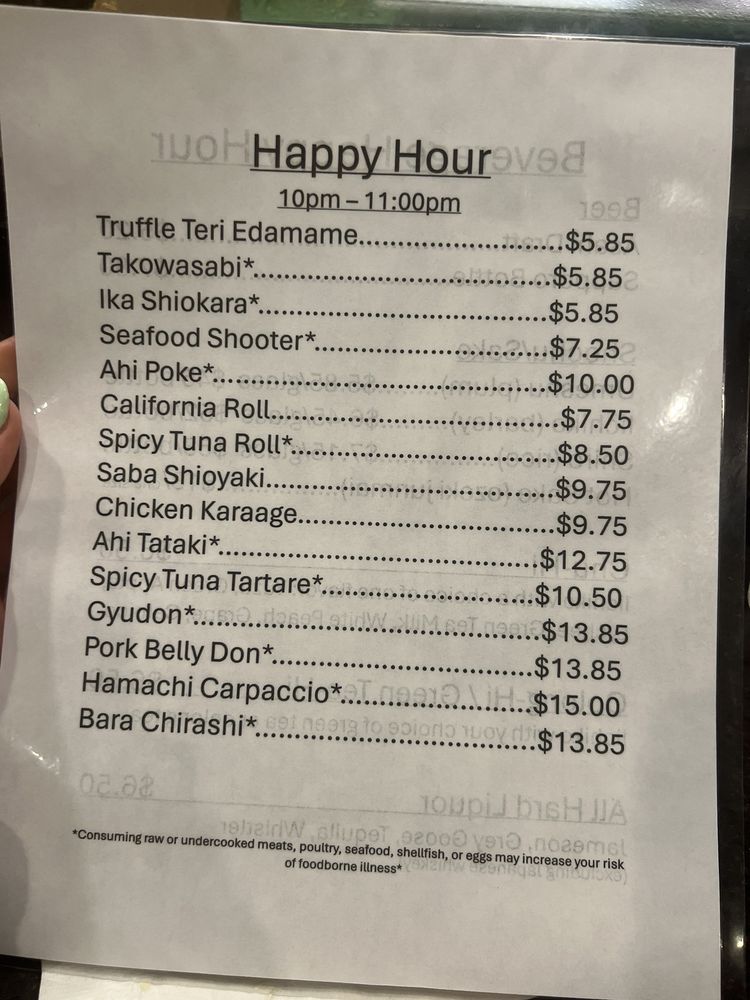 Happy Hour
10pm – 11:00pm
Truffle Teri Edamame..............................$5.85
Takowasabi*...........................................$5.85
Ika Shiokara*..........................................$5.85
Seafood Shooter*..................................$7.25
Ahi Poke*................................................$10.00
California Roll..........................................$7.75
Spicy Tuna Roll*......................................$8.50
Saba Shioyaki..........................................$9.75
Chicken Karaage.....................................$9.75
Ahi Tataki*..............................................$12.75
Spicy Tuna Tartare*...............................$10.50
Gyudon*..................................................$13.85
Pork Belly Don*.....................................$13.85
Hamachi Carpaccio*............................$15.00
Bara Chirashi*........................................$13.85
*Consuming raw or undercooked meats, poultry, seafood, shellfish, or eggs may increase your risk
of foodborne illness*